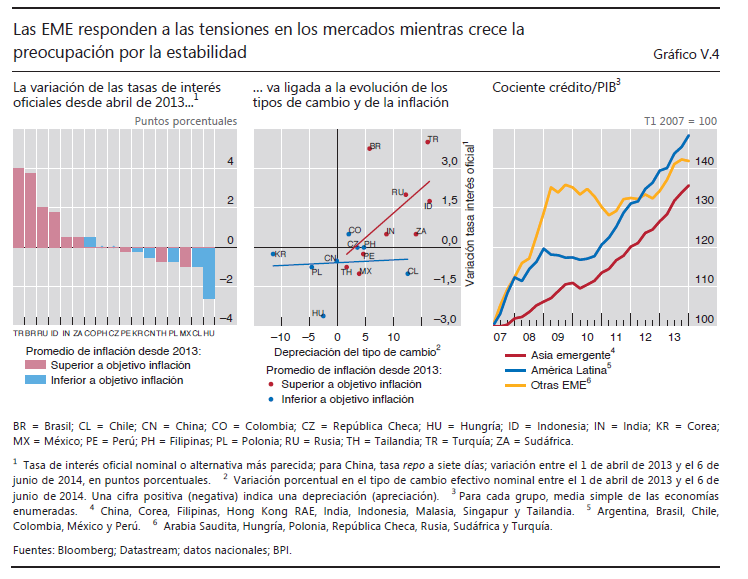 Las EME responden a las tensiones en los mercados mientras crece la
preocupación por la estabilidad
Gráfico V.4
La variación de las tasas de interés
oficiales desde abril de 2013...1
Puntos porcentuales
4
2
0
–2
–4
TR BR RU ID IN ZA CO PH CZ PE KR CN TH PL MX CL HU
Promedio de inflación desde 2013:
Superior a objetivo inflación
Inferior a objetivo inflación
... va ligada a la evolución de los
tipos de cambio y de la inflación
BR
TR
3,0
RU
ID
1,5
CO
IN
ZA
CZ
PH
0,0
KR
CN
PE
PL
TH
MX
CL
–1,5
HU
–3,0
Variación tasa interés oficial1
–10 –5 0 5 10
Depreciación del tipo de cambio2
Promedio de inflación desde 2013:
Superior a objetivo inflación
Inferior a objetivo inflación
Cociente crédito/PIB3
T1 2007 = 100
140
130
120
110
100
07 08 09 10 11 12 13
Asia emergente4
América Latina5
Otras EME6
BR = Brasil; CL = Chile; CN = China; CO = Colombia; CZ = República Checa; HU = Hungría; ID = Indonesia; IN = India; KR = Corea;
MX = México; PE = Perú; PH = Filipinas; PL = Polonia; RU = Rusia; TH = Tailandia; TR = Turquía; ZA = Sudáfrica.
1 Tasa de interés oficial nominal o alternativa más parecida; para China, tasa repo a siete días; variación entre el 1 de abril de 2013 y el 6 de
junio de 2014, en puntos porcentuales. 2 Variación porcentual en el tipo de cambio efectivo nominal entre el 1 de abril de 2013 y el 6 de
junio de 2014. Una cifra positiva (negativa) indica una depreciación (apreciación). 3 Para cada grupo, media simple de las economías
enumeradas. 4 China, Corea, Filipinas, Hong Kong RAE, India, Indonesia, Malasia, Singapur y Tailandia. 5 Argentina, Brasil, Chile,
Colombia, México y Perú. 6 Arabia Saudita, Hungría, Polonia, República Checa, Rusia, Sudáfrica y Turquía.
Fuentes: Bloomberg; Datastream; datos nacionales; BPI.